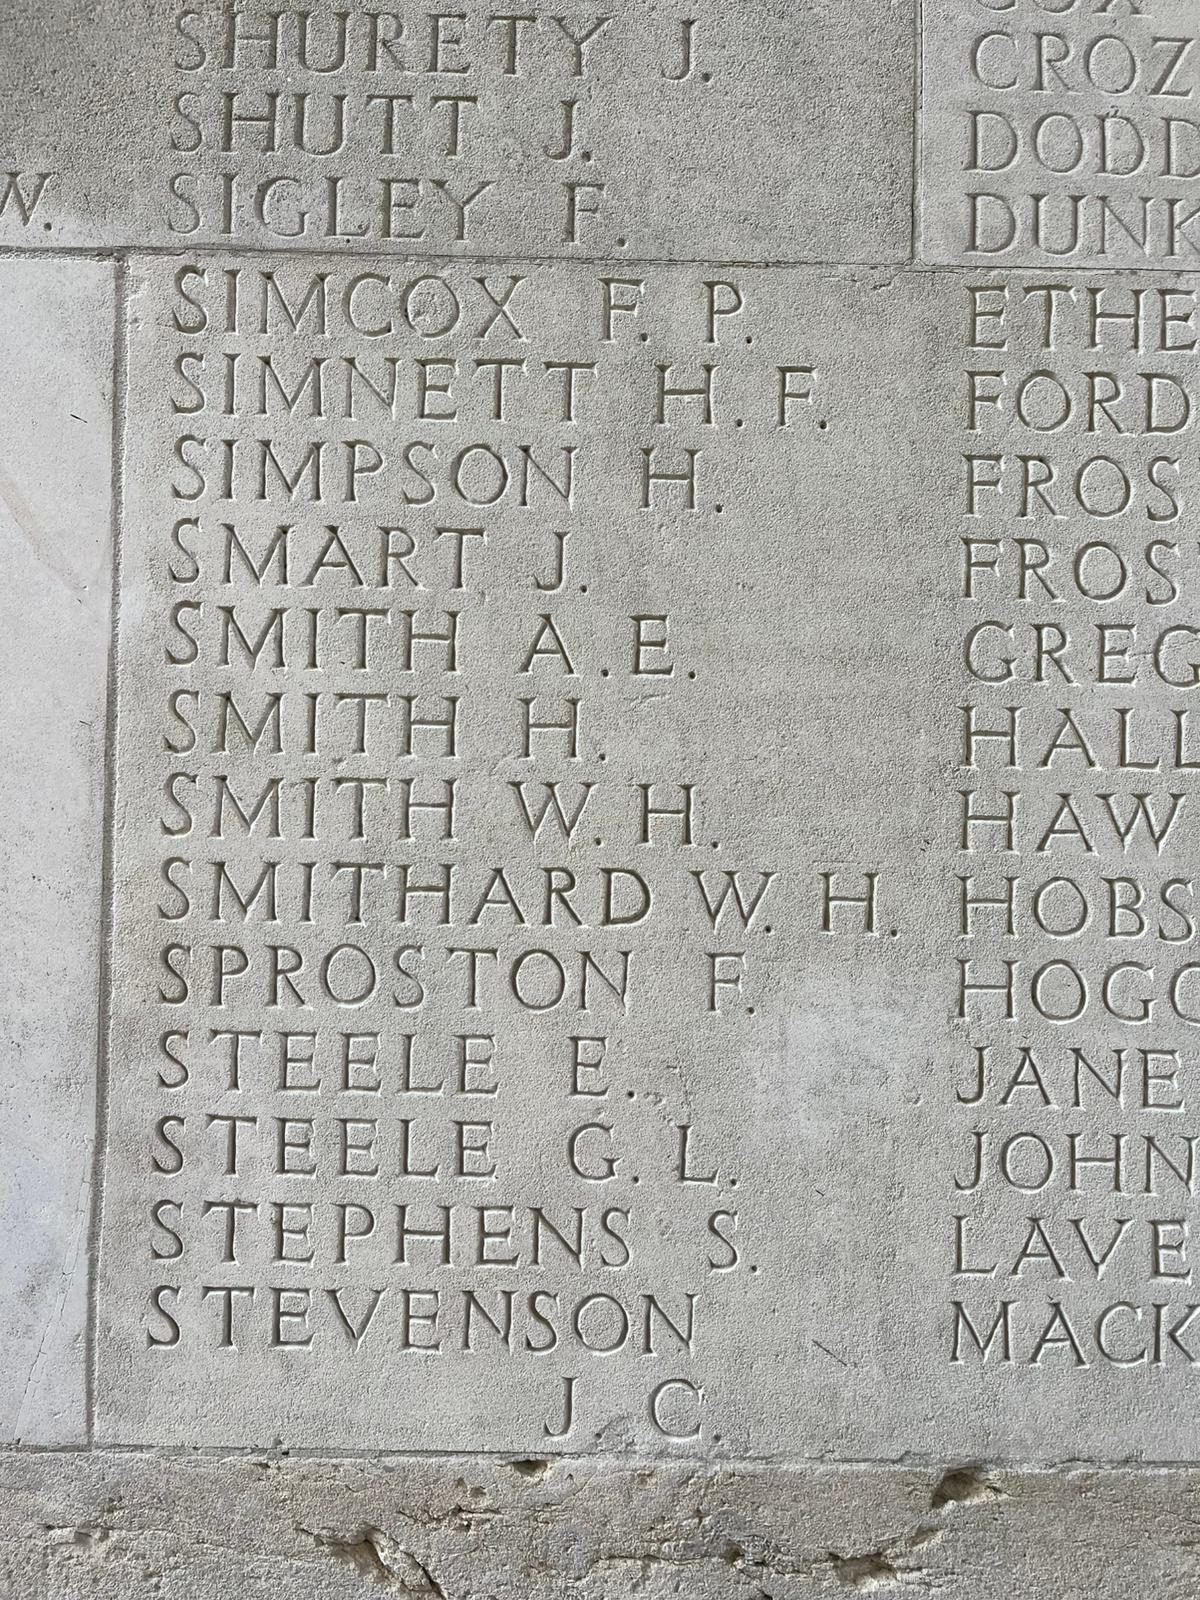 SHURETY J.
SHUTT J.
SIGLEY F.
SIMCOX F. P.
SIMNETT H. F.
SIMPSON H.
SMART J.
SMITH A. E.
SMITH H.
SMITH W. H.
SMITHARD W. H.
SPROSTON F.
STEELE E.
STEELE G. L.
STEPHENS S.
STEVENSON
J. C.
W.
COX
CROZ
DODD
DUNK
ETHE
FORD
FROS
FROS
GREG
HALL
HAW
HOBS
HOGG
JANE
JOHN
LAVE
MACK